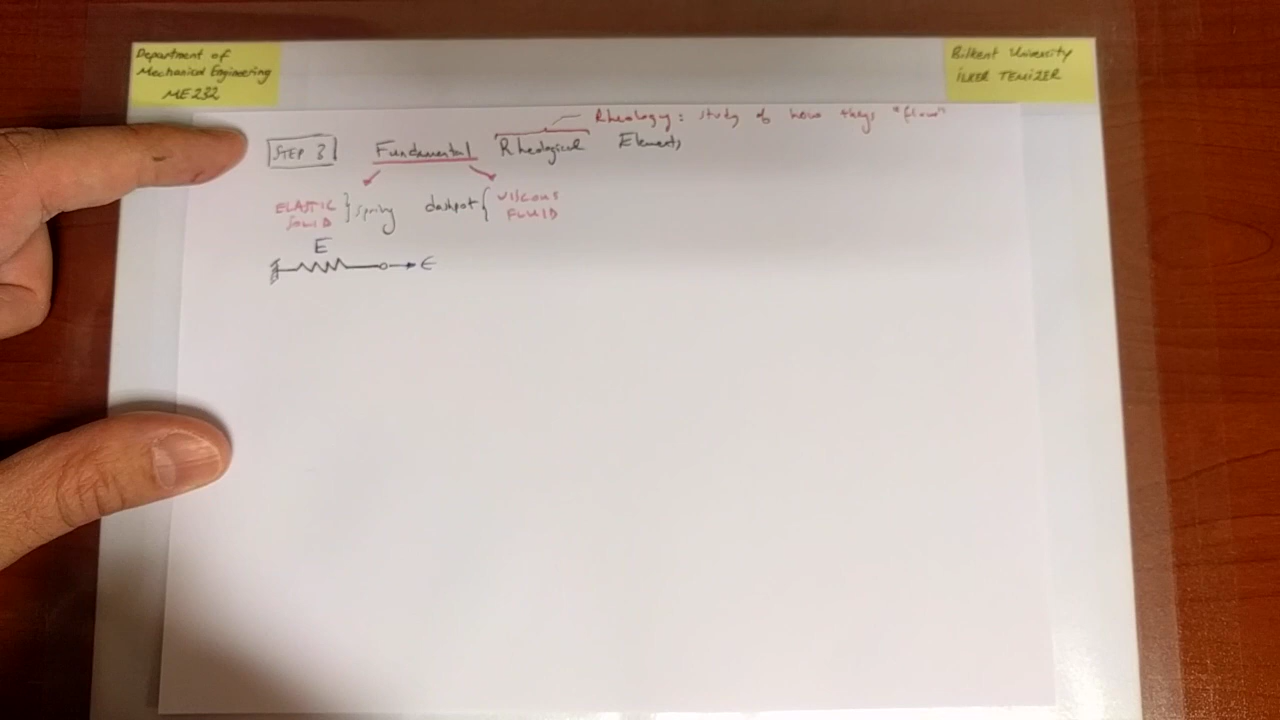 Department of
Mechanical Engineering
ME232
Bilkent University
İLKER TEMİZER
Rheology: study of how things "flow"
STEP 3 Fundamental Rheological Elements
ELASTIC SOLID } spring dashpot { VISCOUS FLUID
E
ϵ